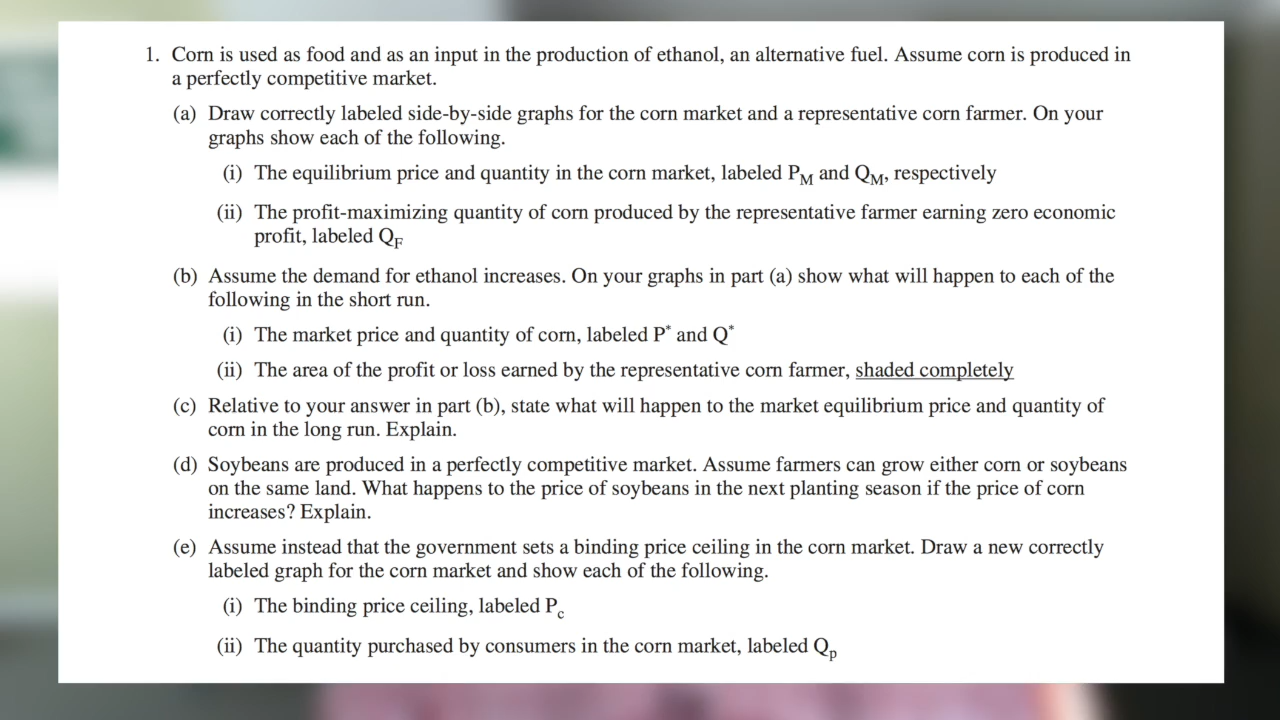 1. Corn is used as food and as an input in the production of ethanol, an alternative fuel. Assume corn is produced in
a perfectly competitive market.
(a) Draw correctly labeled side-by-side graphs for the corn market and a representative corn farmer. On your
graphs show each of the following.
(i) The equilibrium price and quantity in the corn market, labeled P_M and Q_M, respectively
(ii) The profit-maximizing quantity of corn produced by the representative farmer earning zero economic
profit, labeled Q_F
(b) Assume the demand for ethanol increases. On your graphs in part (a) show what will happen to each of the
following in the short run.
(i) The market price and quantity of corn, labeled P* and Q*
(ii) The area of the profit or loss earned by the representative corn farmer, shaded completely
(c) Relative to your answer in part (b), state what will happen to the market equilibrium price and quantity of
corn in the long run. Explain.
(d) Soybeans are produced in a perfectly competitive market. Assume farmers can grow either corn or soybeans
on the same land. What happens to the price of soybeans in the next planting season if the price of corn
increases? Explain.
(e) Assume instead that the government sets a binding price ceiling in the corn market. Draw a new correctly
labeled graph for the corn market and show each of the following.
(i) The binding price ceiling, labeled P_c
(ii) The quantity purchased by consumers in the corn market, labeled Q_p